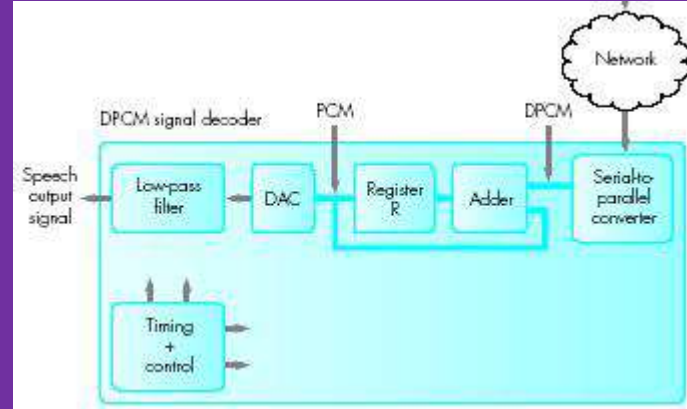 Network
DPCM signal decoder
PCM
DPCM
Speech
output
signal
Low-pass
filter
DAC
Register
R
Adder
Serial-to-
parallel
converter
Timing
+
control